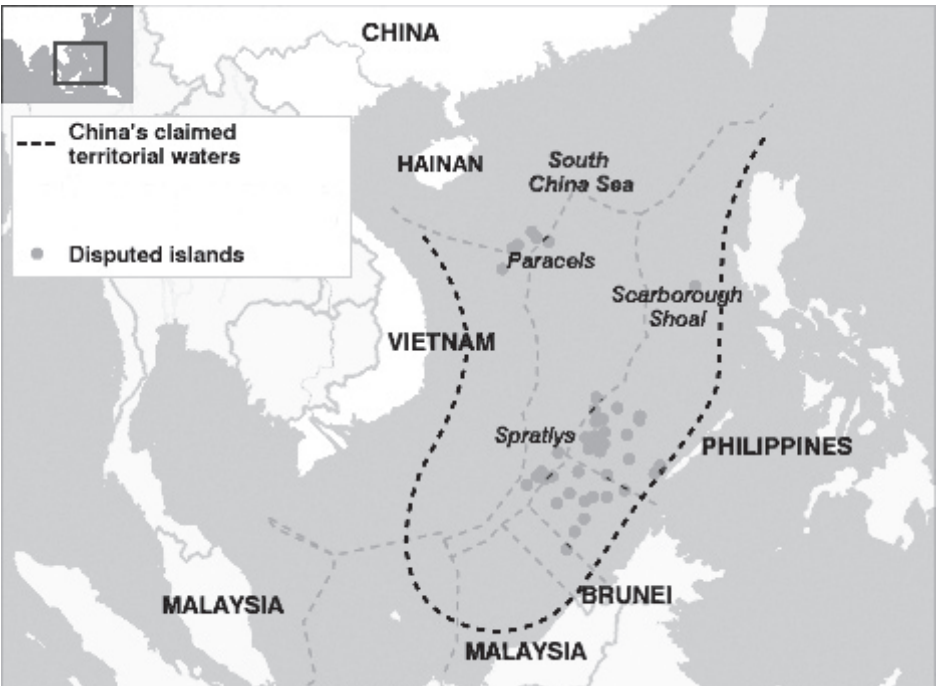 CHINA
China's claimed
territorial waters
HAINAN
South
China Sea
Disputed islands
Paracels
Scarborough
Shoal
VIETNAM
Spratlys
PHILIPPINES
MALAYSIA
BRUNEI
MALAYSIA